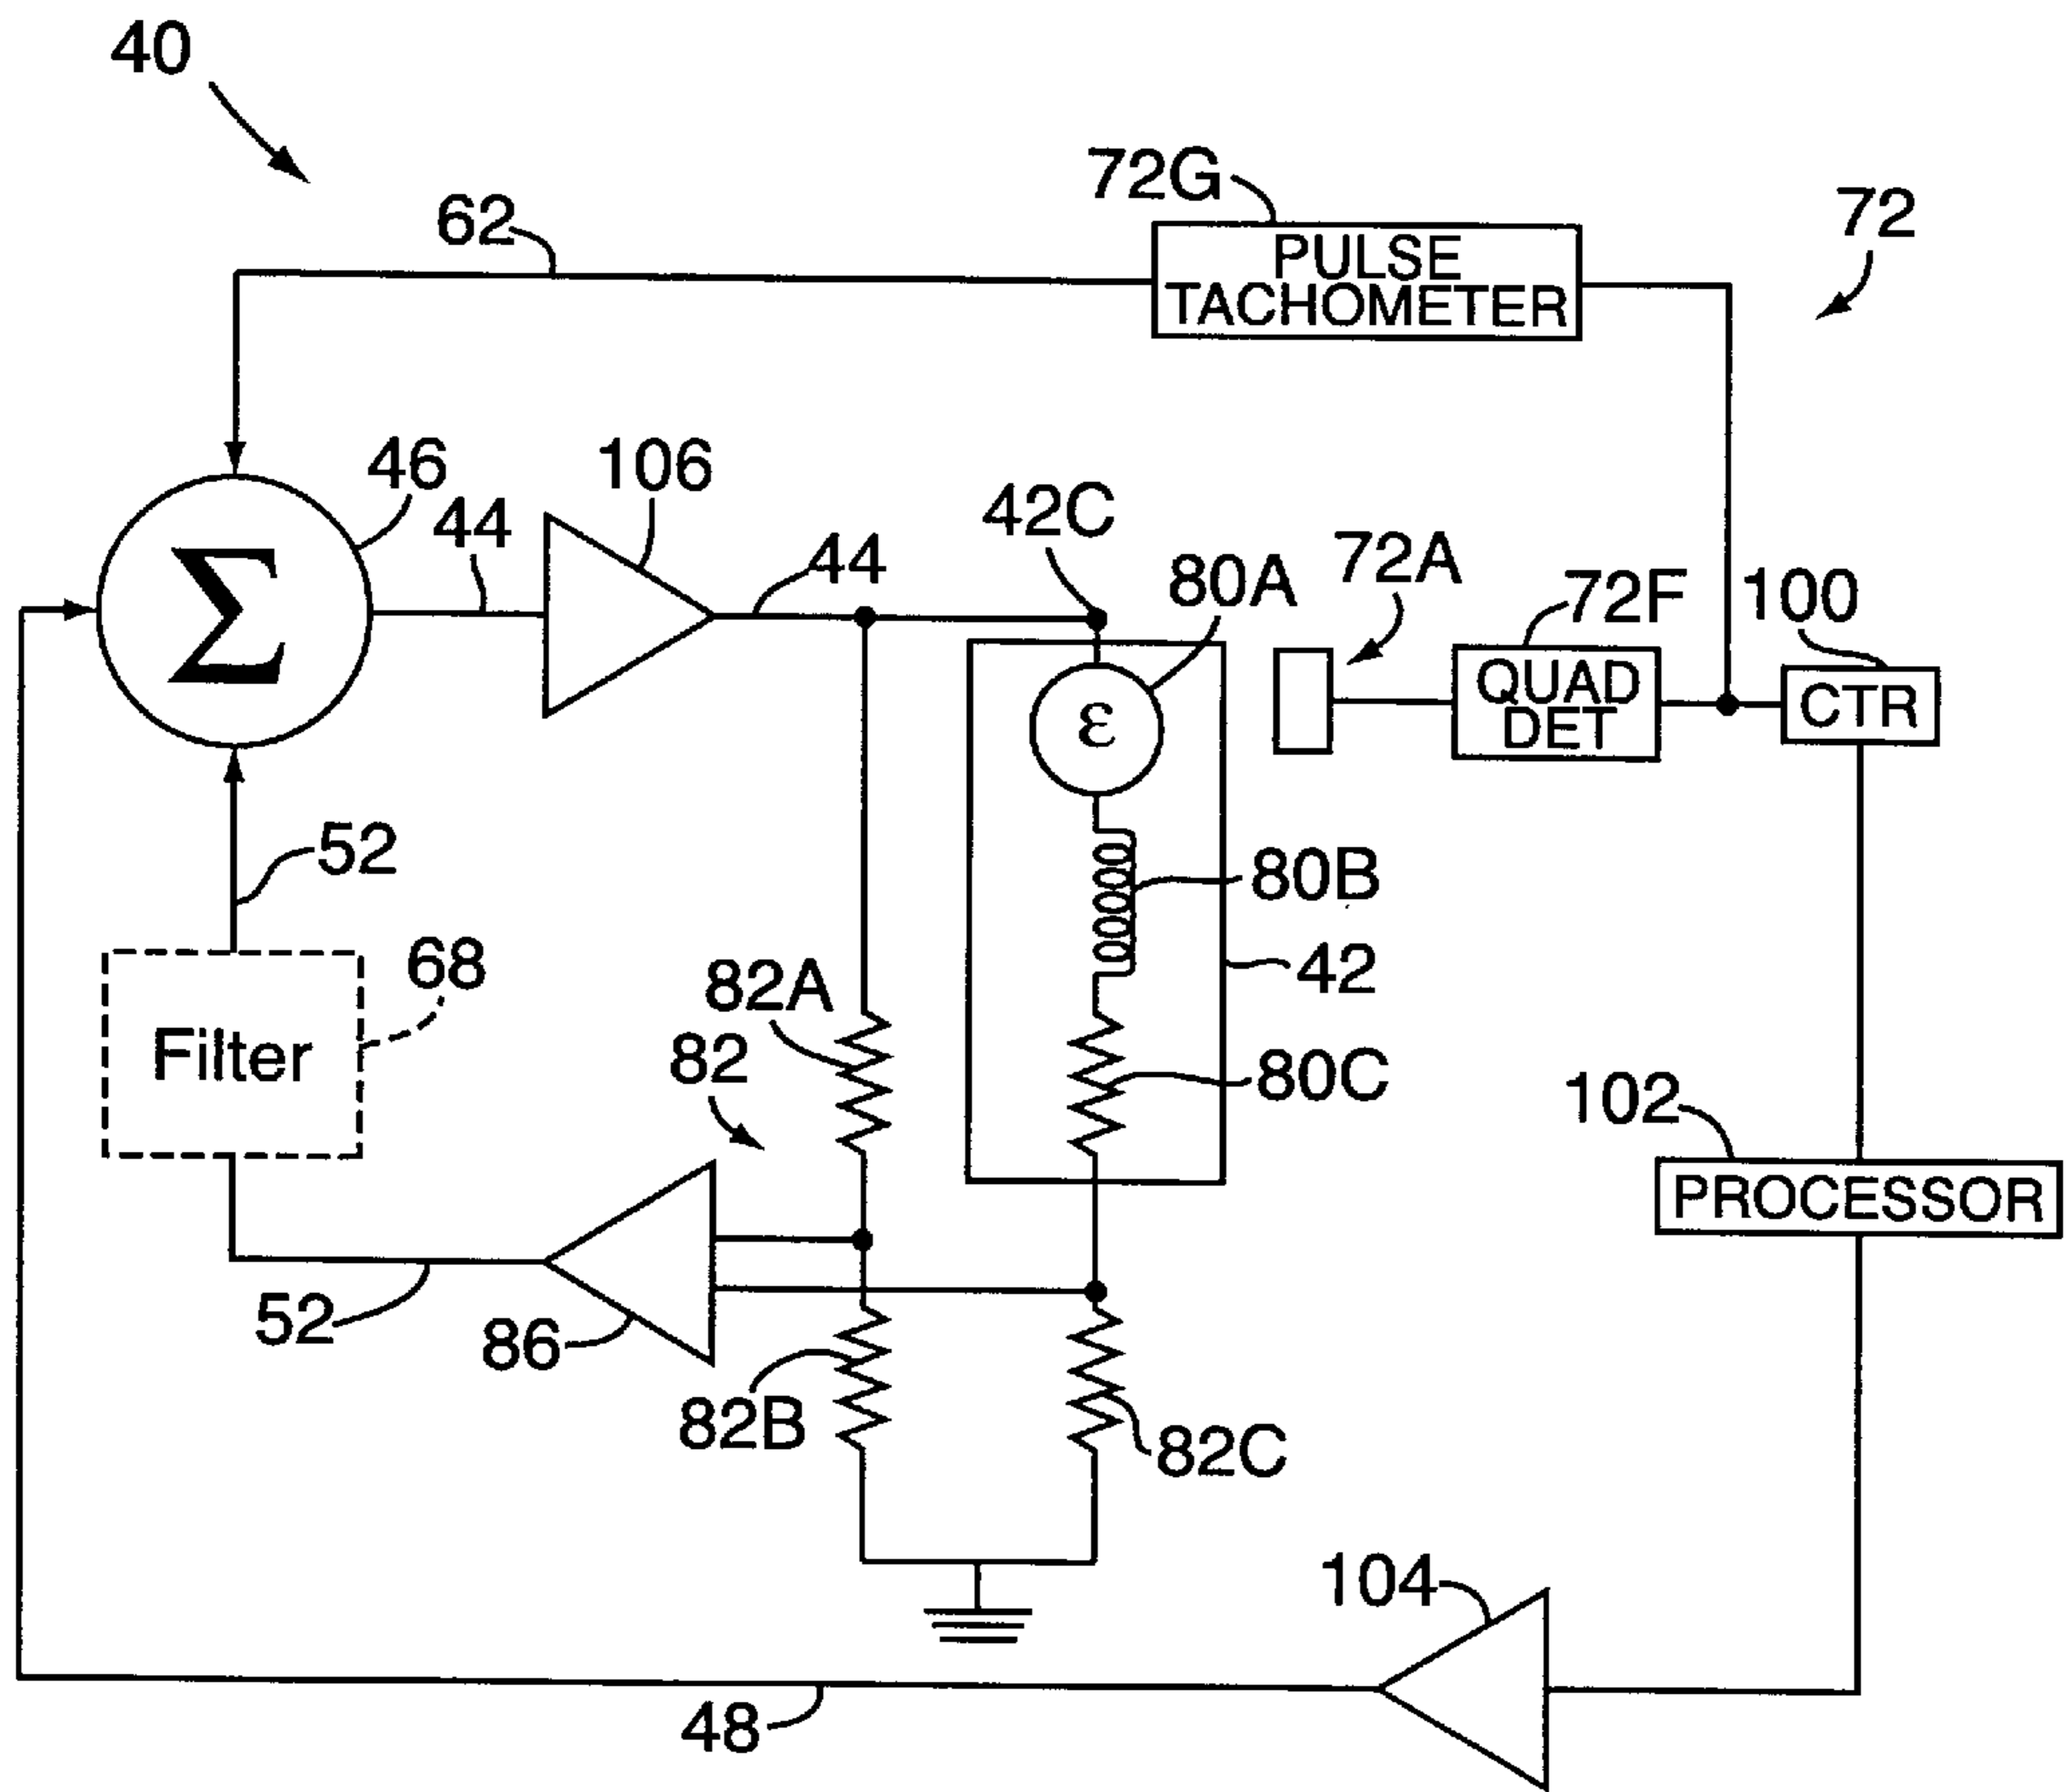 40
72G
72
62
PULSE
TACHOMETER
46
106
44
42C
44
80A
72A
72F
100
Σ
ε
QUAD
DET
CTR
52
80B
68
82A
42
Filter
82
80C
102
PROCESSOR
52
86
82B
82C
104
48